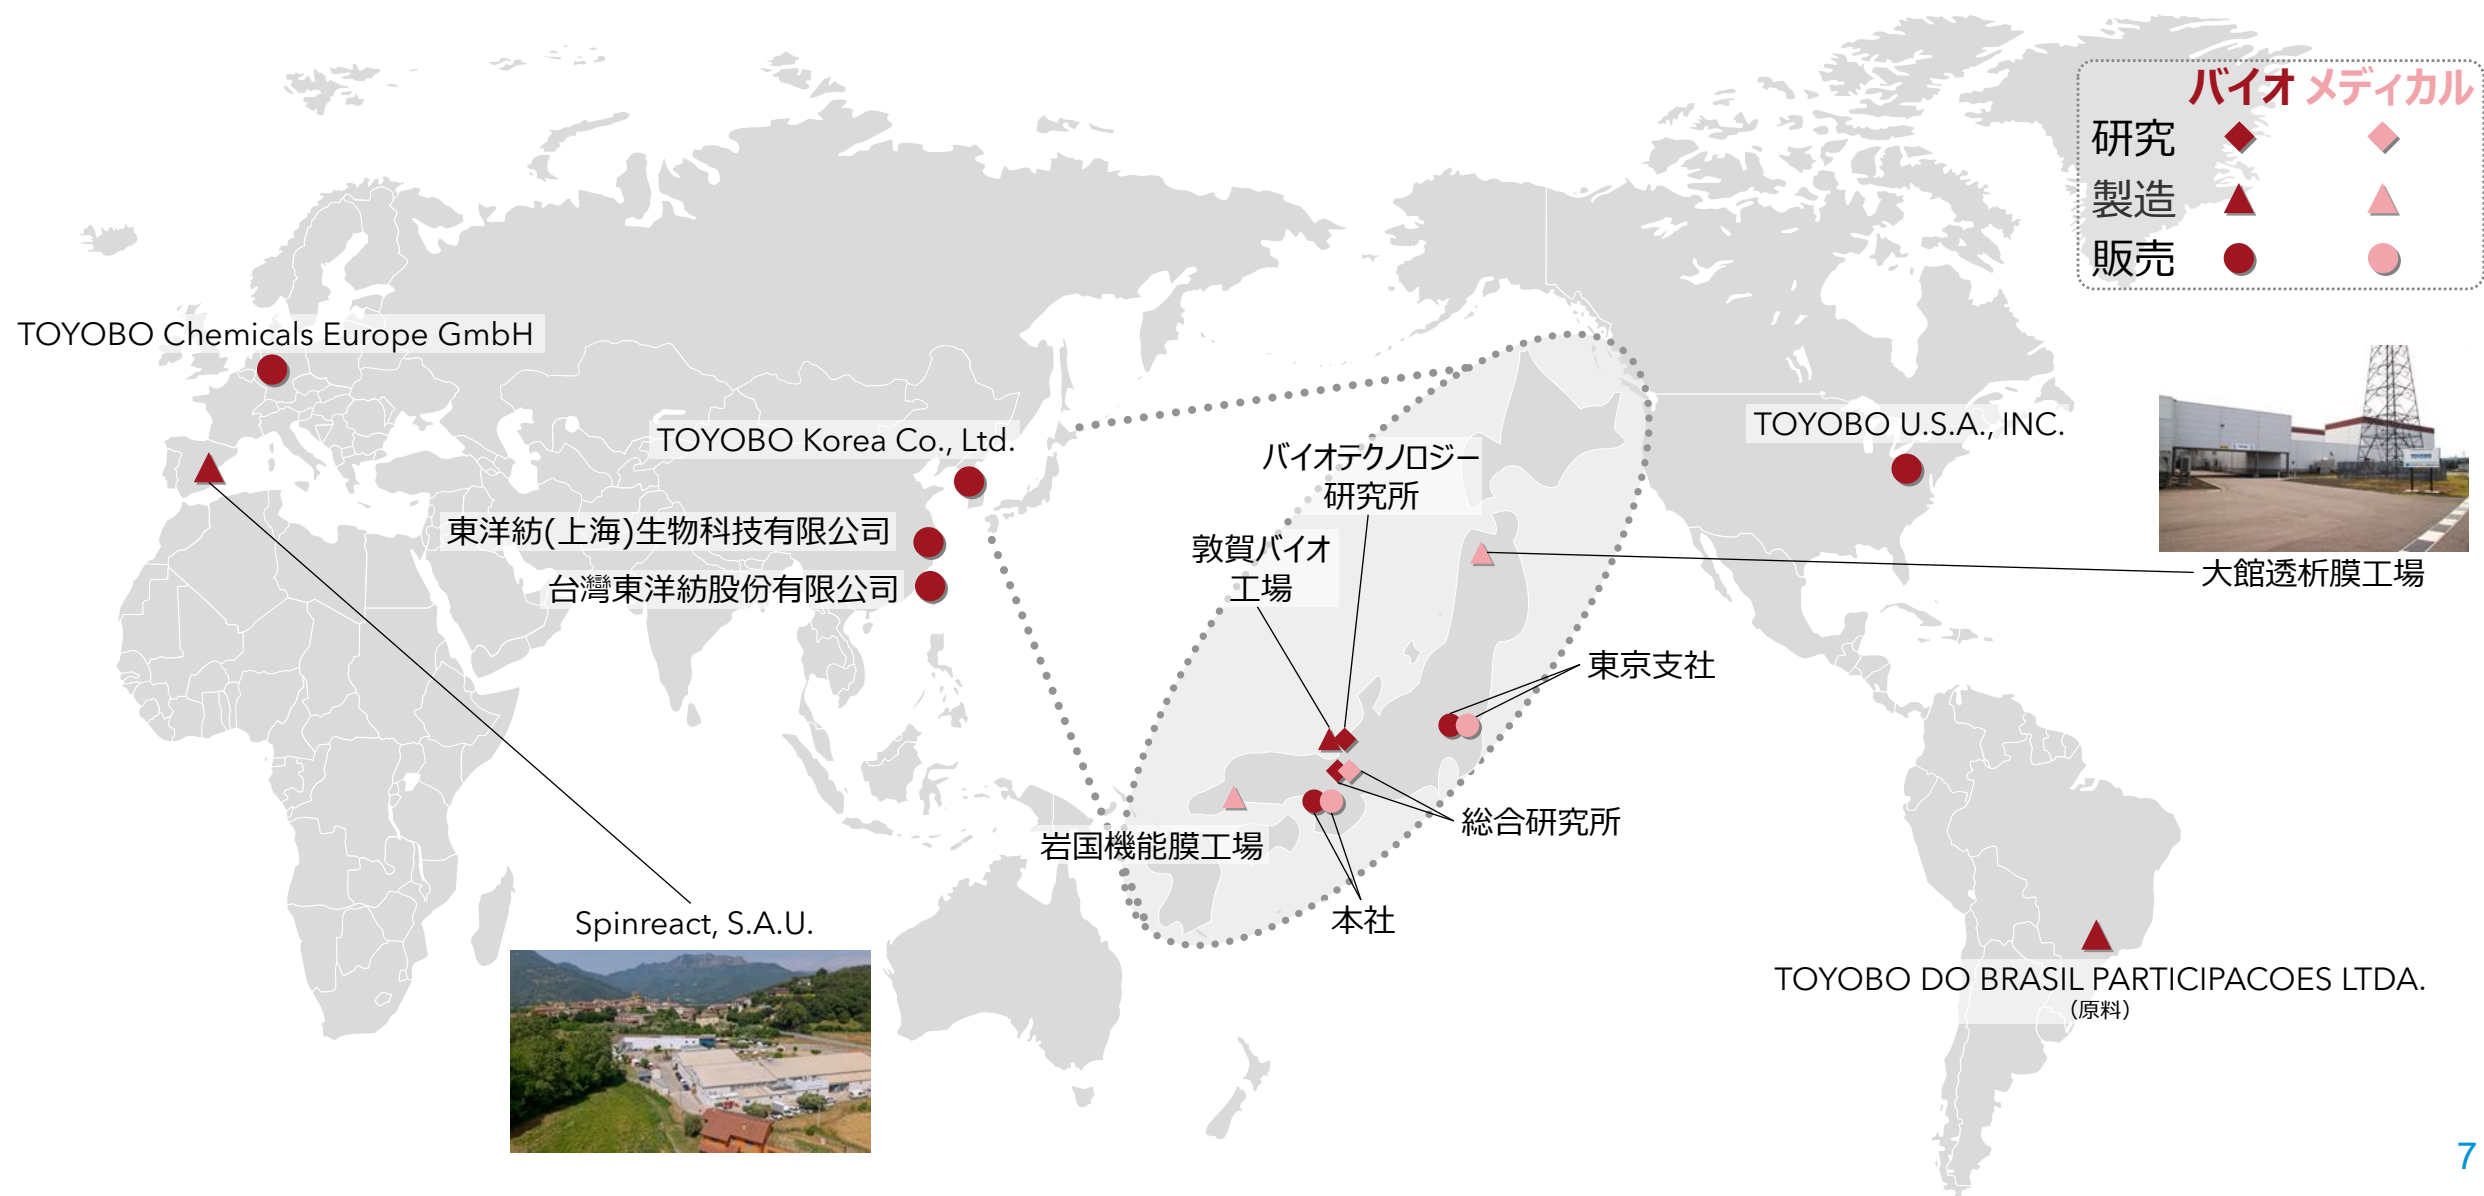 バイオ メディカル
研究
製造
販売
TOYOBO Chemicals Europe GmbH
TOYOBO Korea Co., Ltd.
東洋紡(上海)生物科技有限公司
台灣東洋紡股份有限公司
バイオテクノロジー
研究所
敦賀バイオ
工場
TOYOBO U.S.A., INC.
大館透析膜工場
東京支社
総合研究所
岩国機能膜工場
本社
Spinreact, S.A.U.
TOYOBO DO BRASIL PARTICIPACOES LTDA.
（原料）
7